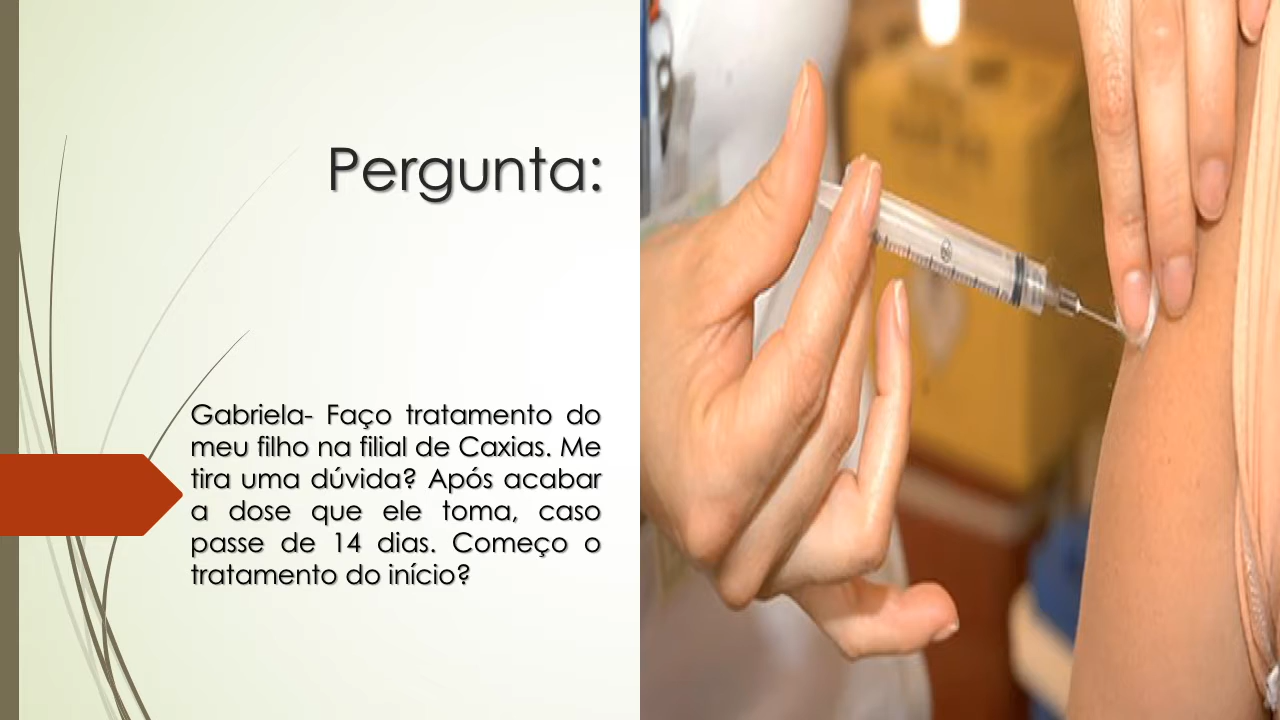 Pergunta:
Gabriela- Faço tratamento do
meu filho na filial de Caxias. Me
tira uma dúvida? Após acabar
a dose que ele toma, caso
passe de 14 dias. Começo o
tratamento do início?